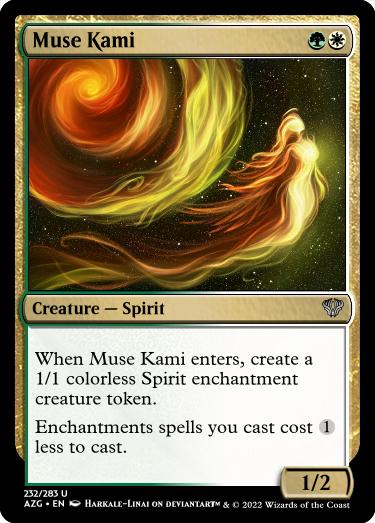 Muse Kami
Creature — Spirit
When Muse Kami enters, create a
1/1 colorless Spirit enchantment
creature token.
Enchantments spells you cast cost 1
less to cast.
1/2
232/283 U
AZG • EN HARKALE-LINAI ON DEVIANTART™ & © 2022 Wizards of the Coast